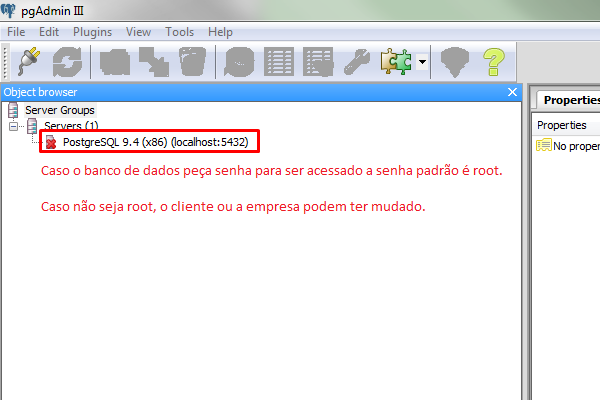 pgAdmin III
File Edit Plugins View Tools Help
Object browser
Server Groups
Servers (1)
PostgreSQL 9.4 (x86) (localhost:5432)
Caso o banco de dados peça senha para ser acessado a senha padrão é root.
Caso não seja root, o cliente ou a empresa podem ter mudado.
Properties
Properties
No proper